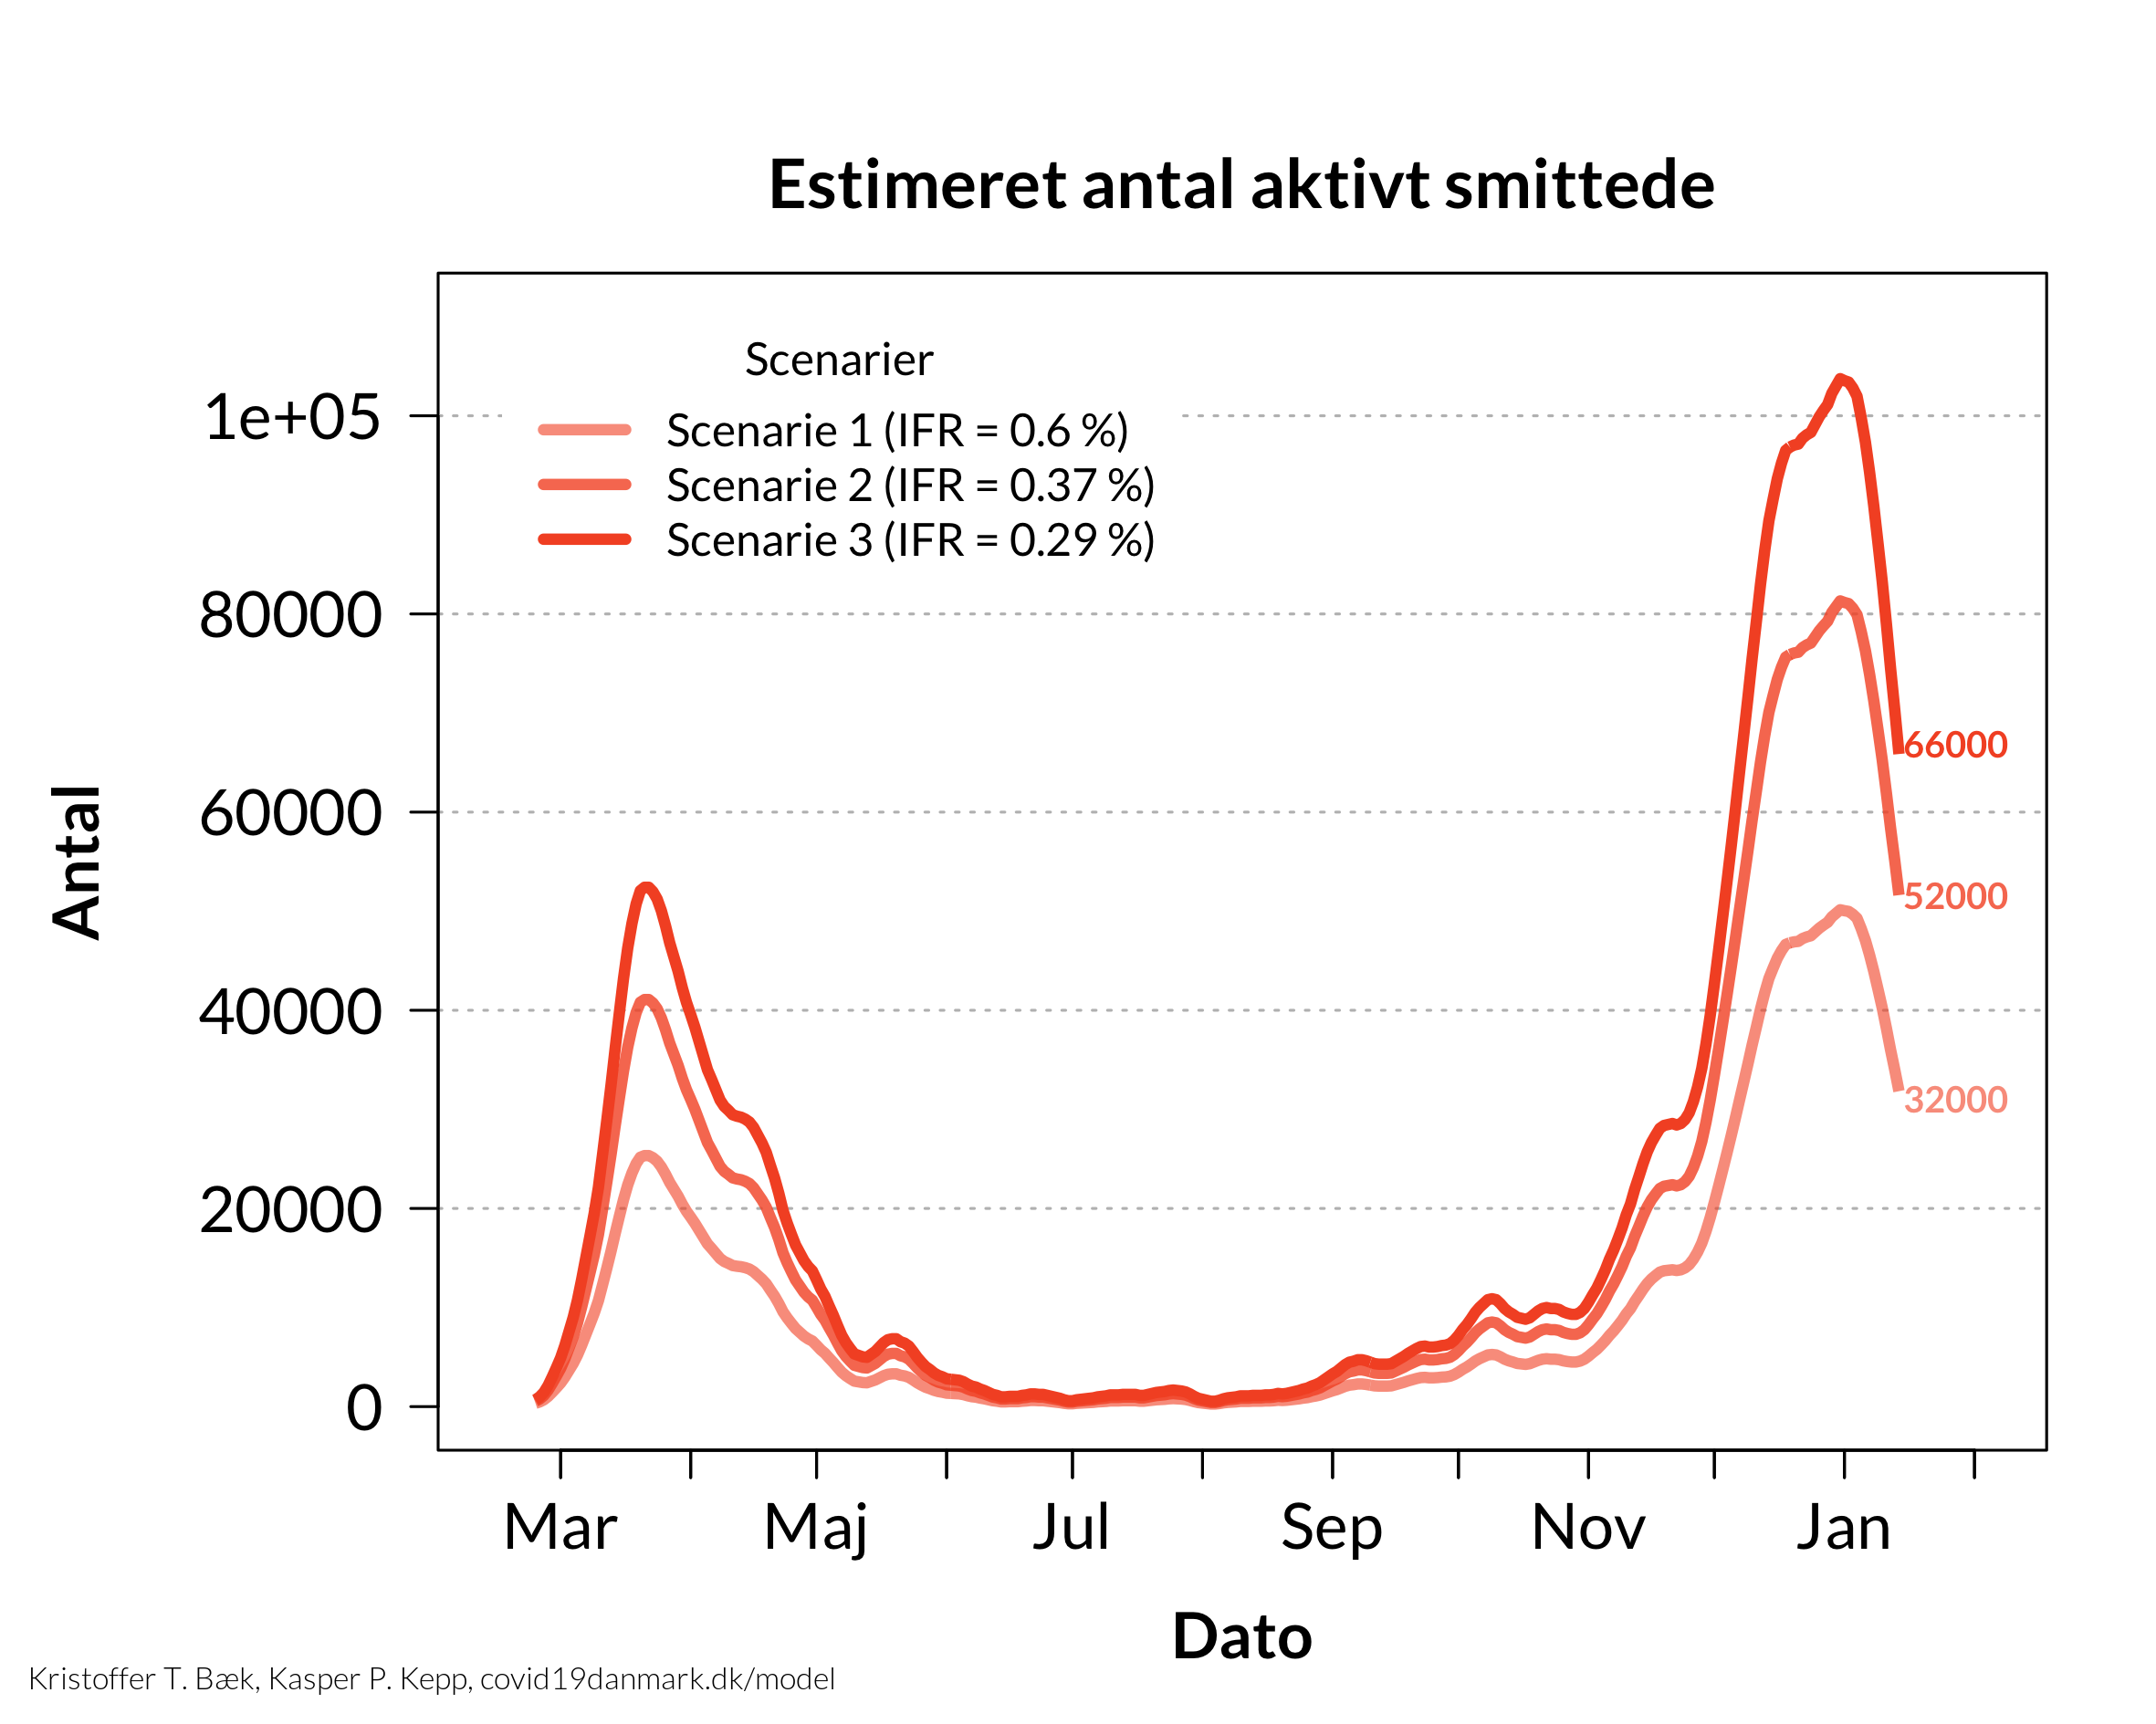 Estimeret antal aktivt smittede
Scenarier
Scenarie 1 (IFR = 0.6 %)
Scenarie 2 (IFR = 0.37 %)
Scenarie 3 (IFR = 0.29 %)
Antal
1e+05
80000
60000
40000
20000
0
66000
52000
32000
Mar Maj Jul Sep Nov Jan
Dato
Kristoffer T. Bæk, Kasper P. Kepp, covid19danmark.dk/model